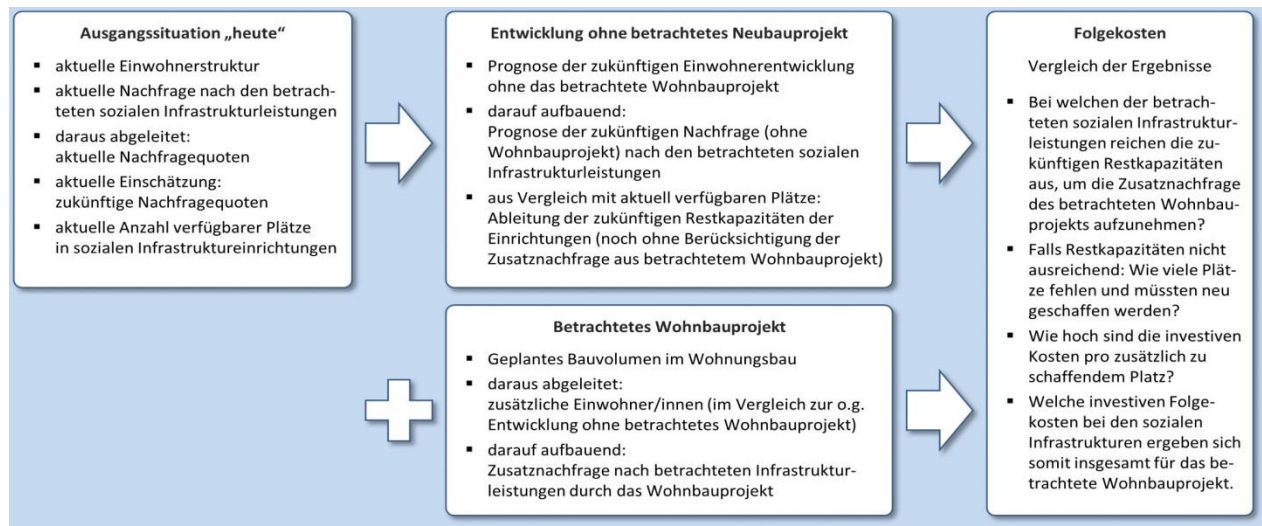 Ausgangssituation „heute“
▪ aktuelle Einwohnerstruktur
▪ aktuelle Nachfrage nach den betrach-
teten sozialen Infrastrukturleistungen
▪ daraus abgeleitet:
aktuelle Nachfragequoten
▪ aktuelle Einschätzung:
zukünftige Nachfragequoten
▪ aktuelle Anzahl verfügbarer Plätze
in sozialen Infrastruktureinrichtungen
Entwicklung ohne betrachtetes Neubauprojekt
▪ Prognose der zukünftigen Einwohnerentwicklung
ohne das betrachtete Wohnbauprojekt
▪ darauf aufbauend:
Prognose der zukünftigen Nachfrage (ohne
Wohnbauprojekt) nach den betrachteten sozialen
Infrastrukturleistungen
▪ aus Vergleich mit aktuell verfügbaren Plätze:
Ableitung der zukünftigen Restkapazitäten der
Einrichtungen (noch ohne Berücksichtigung der
Zusatznachfrage aus betrachtetem Wohnbauprojekt)
Betrachtetes Wohnbauprojekt
▪ Geplantes Bauvolumen im Wohnungsbau
▪ daraus abgeleitet:
zusätzliche Einwohner/innen (im Vergleich zur o.g.
Entwicklung ohne betrachtetes Wohnbauprojekt)
▪ darauf aufbauend:
Zusatznachfrage nach betrachteten Infrastruktur-
leistungen durch das Wohnbauprojekt
Folgekosten
Vergleich der Ergebnisse
▪ Bei welchen der betrach-
teten sozialen Infrastruktur-
leistungen reichen die zu-
künftigen Restkapazitäten
aus, um die Zusatznachfrage
des betrachteten Wohnbau-
projekts aufzunehmen?
▪ Falls Restkapazitäten nicht
ausreichend: Wie viele Plät-
ze fehlen und müssten neu
geschaffen werden?
▪ Wie hoch sind die investiven
Kosten pro zusätzlich zu
schaffendem Platz?
▪ Welche investiven Folge-
kosten bei den sozialen
Infrastrukturen ergeben sich
somit insgesamt für das be-
trachtete Wohnbauprojekt.